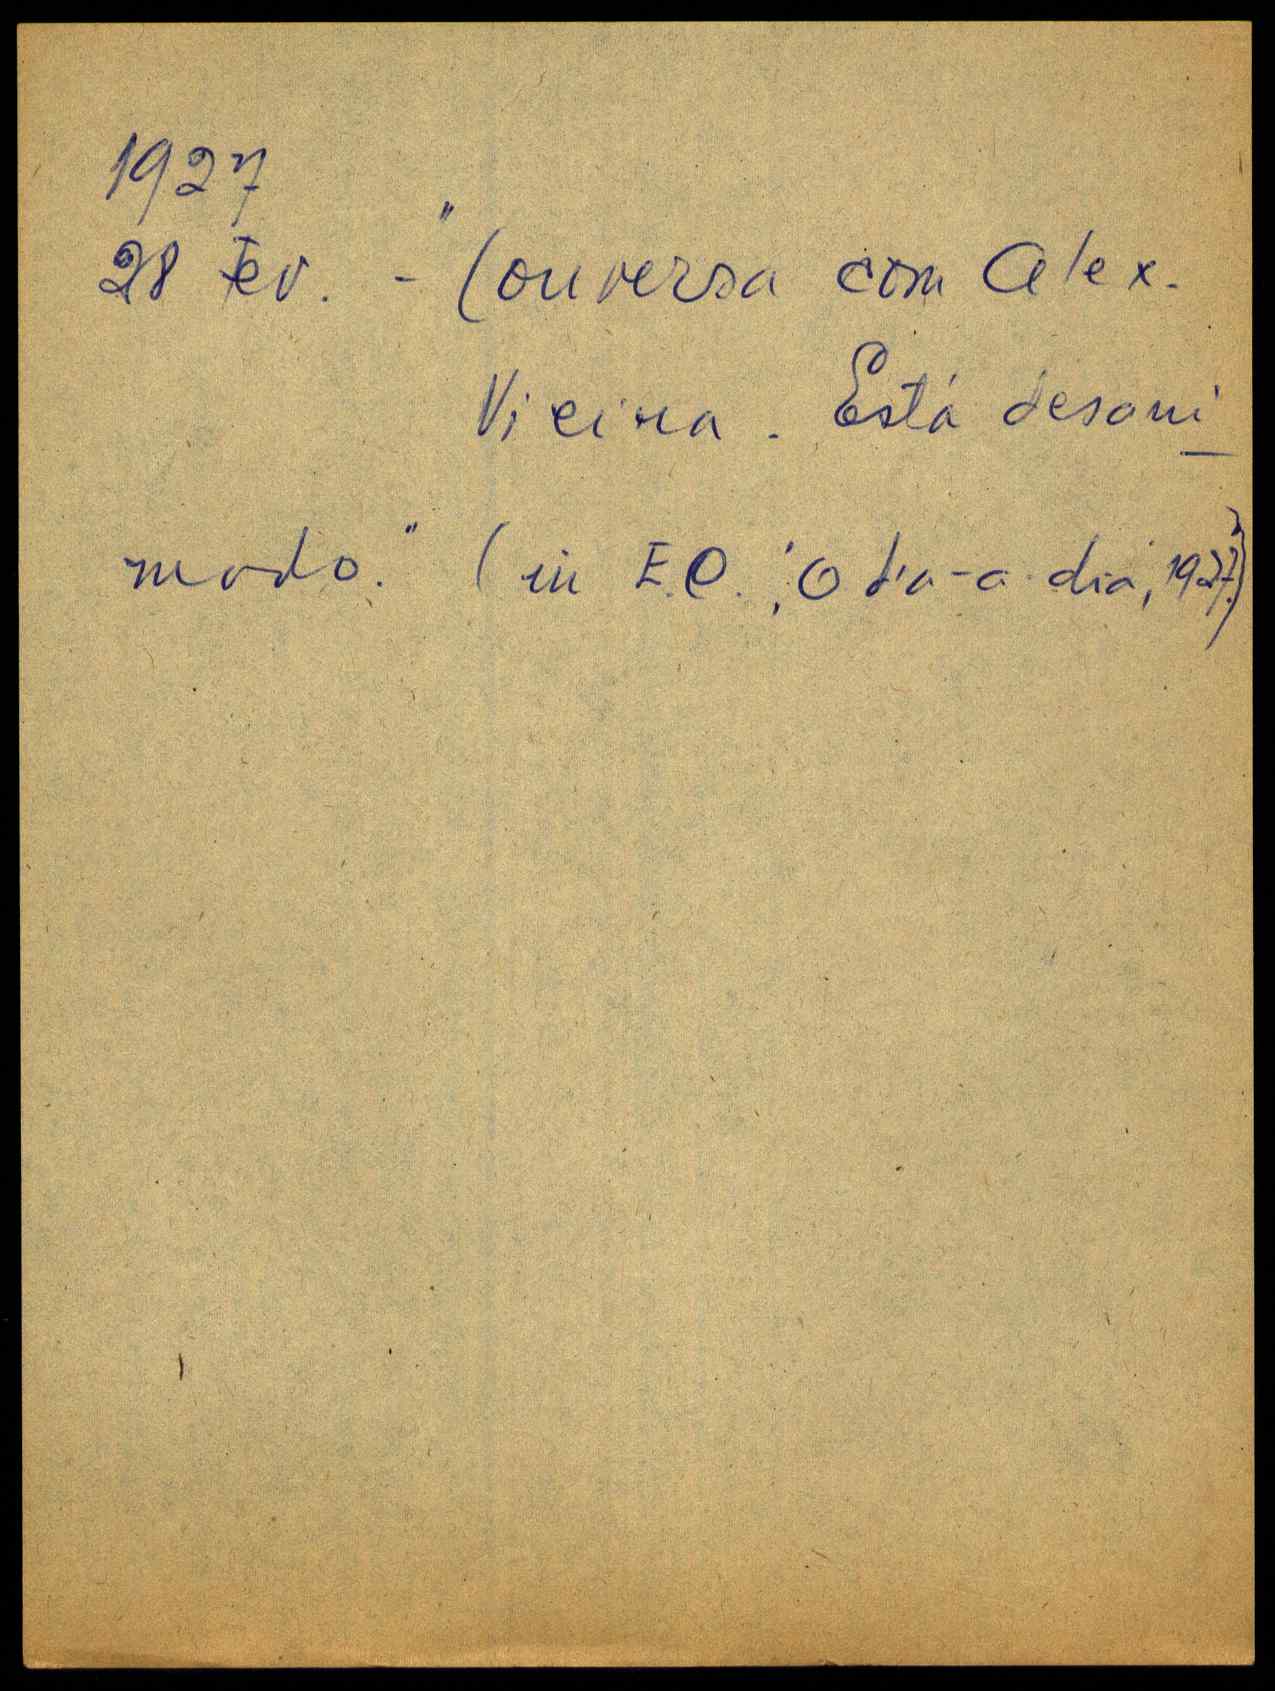 1927
28 Fev. - "Conversa com Alex.
Vieira. Está desani
mado." (in E.C. 'O dia-a-dia', 1927)